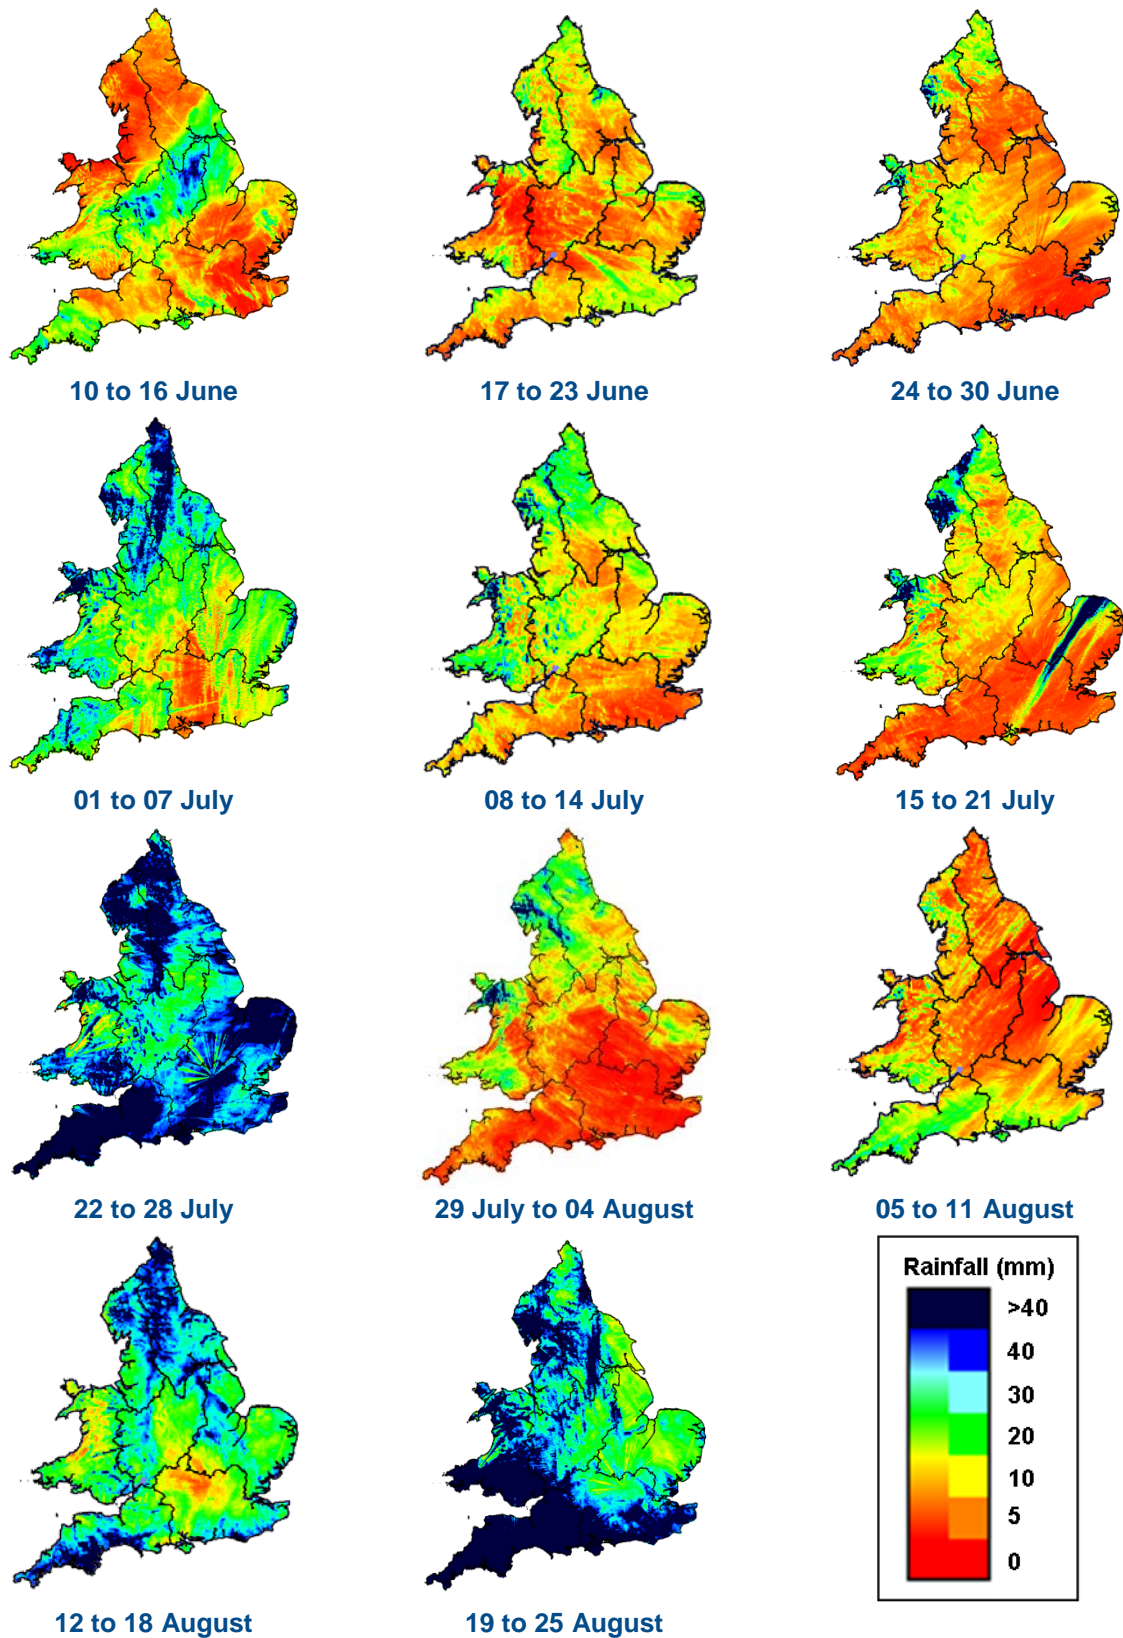 10 to 16 June
17 to 23 June
24 to 30 June
01 to 07 July
08 to 14 July
15 to 21 July
22 to 28 July
29 July to 04 August
05 to 11 August
12 to 18 August
19 to 25 August
Rainfall (mm)
>40
40
30
20
10
5
0